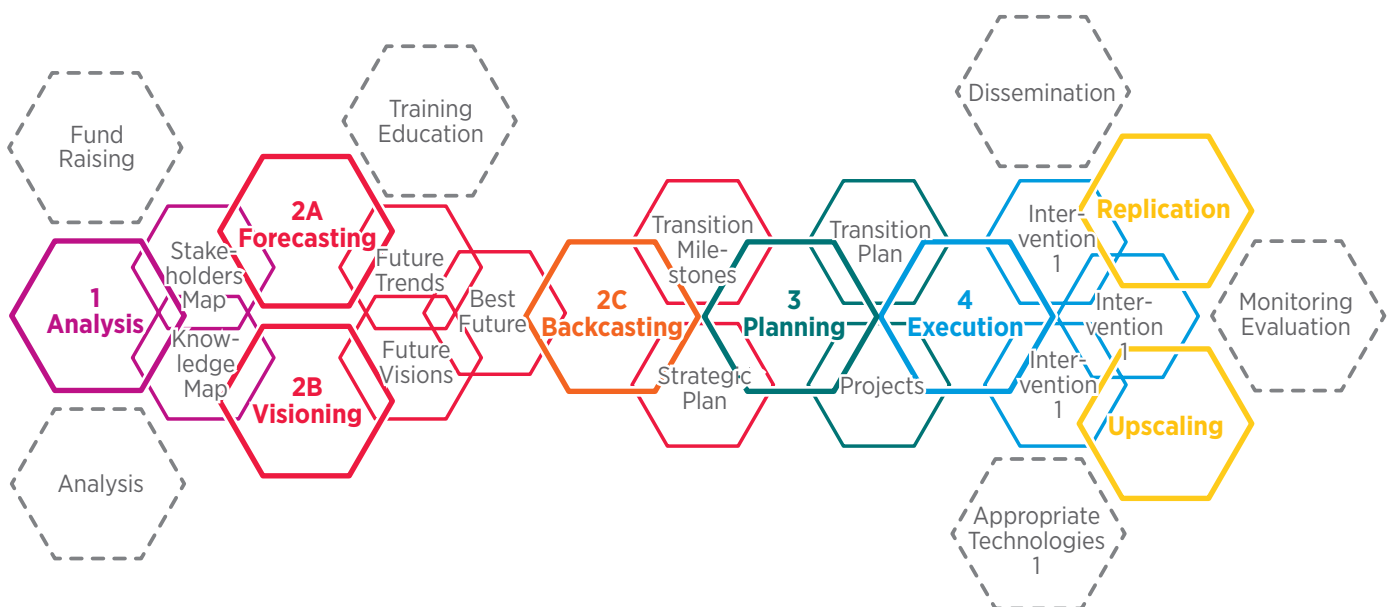 Fund
Raising
1
Analysis
Analysis
Stake-
holders
Map
Know-
ledge
Map
2A
Forecasting
2B
Visioning
Training
Education
Future
Trends
Future
Visions
Best
Future
2C
Backcasting
Transition
Mile-
stones
Strategic
Plan
3
Planning
Transition
Plan
Projects
4
Execution
Inter-
vention
1
Inter-
vention
1
Inter-
vention
1
Dissemination
Replication
Upscaling
Monitoring
Evaluation
Appropriate
Technologies
1